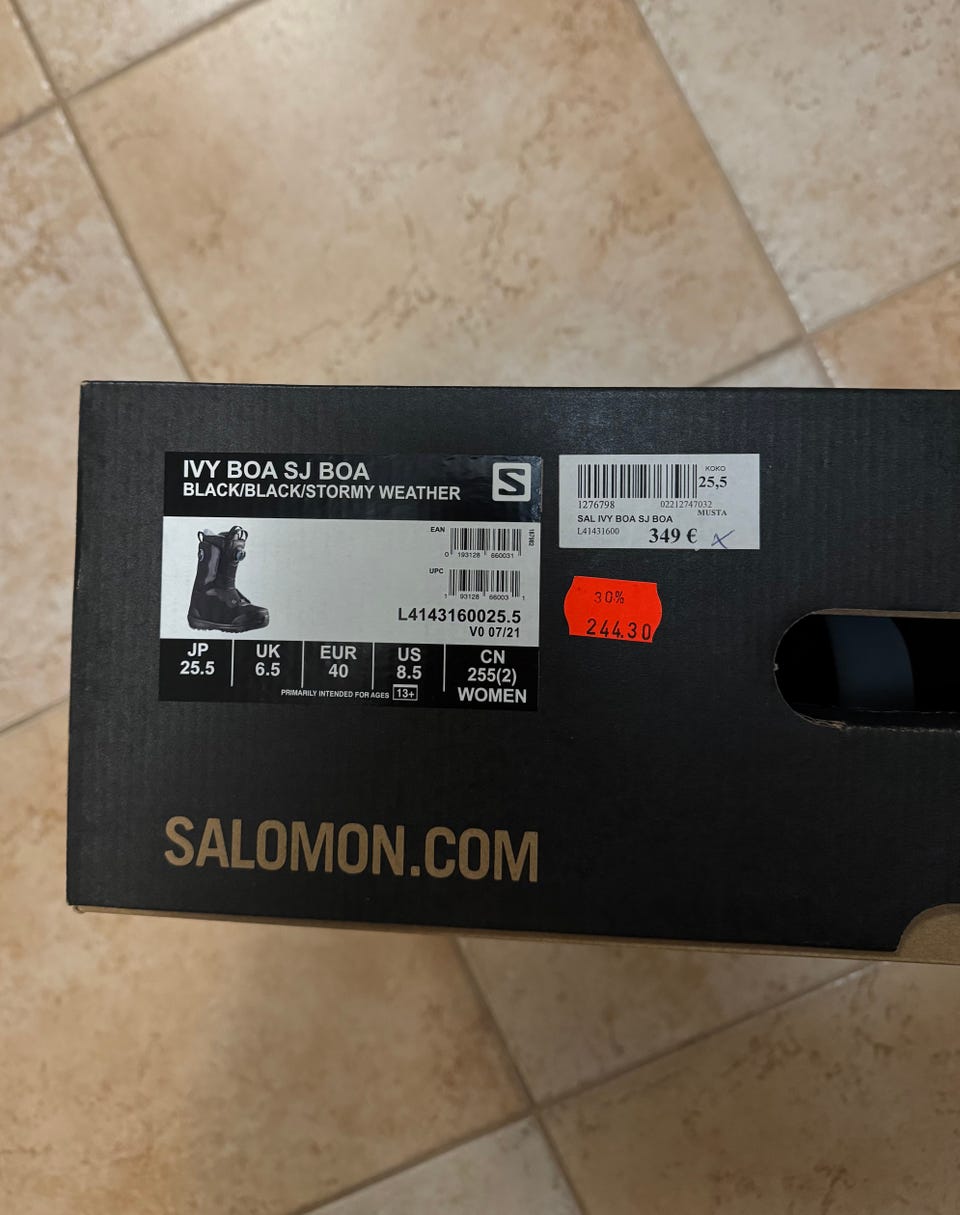 IVY BOA SJ BOA
BLACK/BLACK/STORMY WEATHER
S
EAN
0 193128 660031
UPC
1 93128 66003 1
L4143160025.5
V0 07/21
JP UK EUR US CN
25.5 6.5 40 8.5 255(2)
PRIMARILY INTENDED FOR AGES 13+ WOMEN
KOKO
25,5
1276798 02212747032
MUSTA
SAL IVY BOA SJ BOA
L41431600 349 € X
30%
244.30
SALOMON.COM